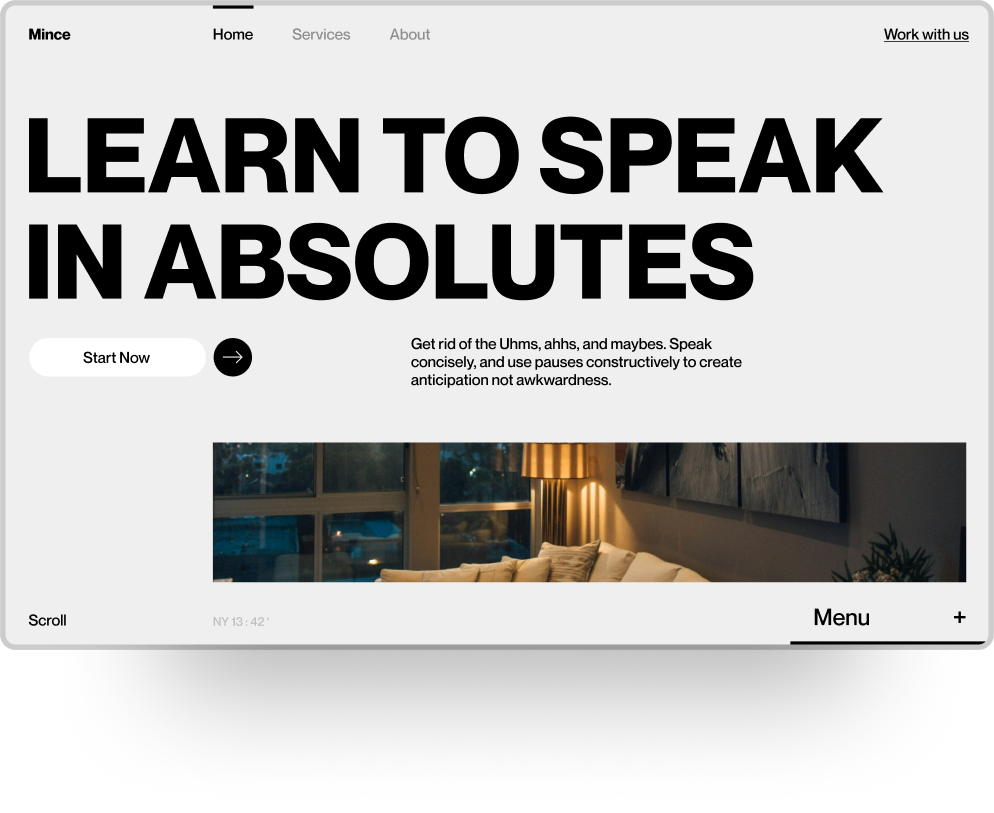 Mince
Home
Services
About
Work with us
LEARN TO SPEAK
IN ABSOLUTES
Start Now
Get rid of the Uhms, ahhs, and maybes. Speak
concisely, and use pauses constructively to create
anticipation not awkwardness.
Scroll
NY 13 : 42 '
Menu +